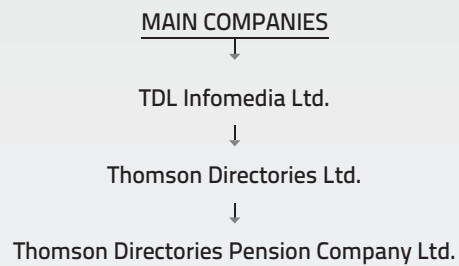 MAIN COMPANIES
TDL Infomedia Ltd.
Thomson Directories Ltd.
Thomson Directories Pension Company Ltd.